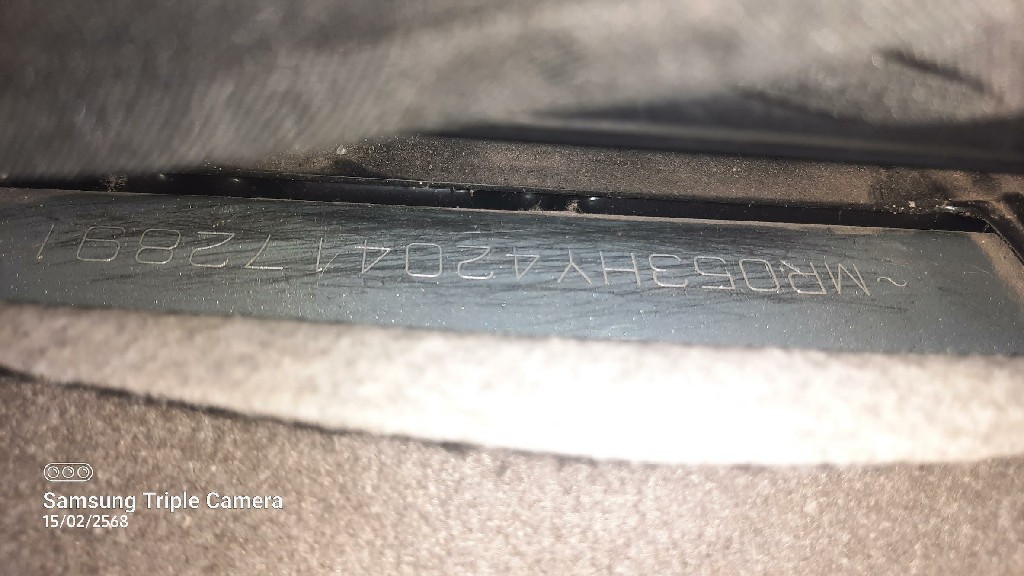 ~MR053HY4204172891
Samsung Triple Camera
15/02/2568